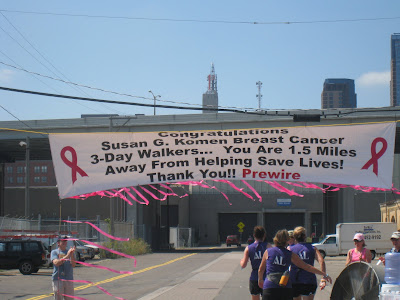 Congratulations
Susan G. Komen Breast Cancer
3-Day Walkers... You Are 1.5 Miles
Away From Helping Save Lives!
Thank You!! Prewire